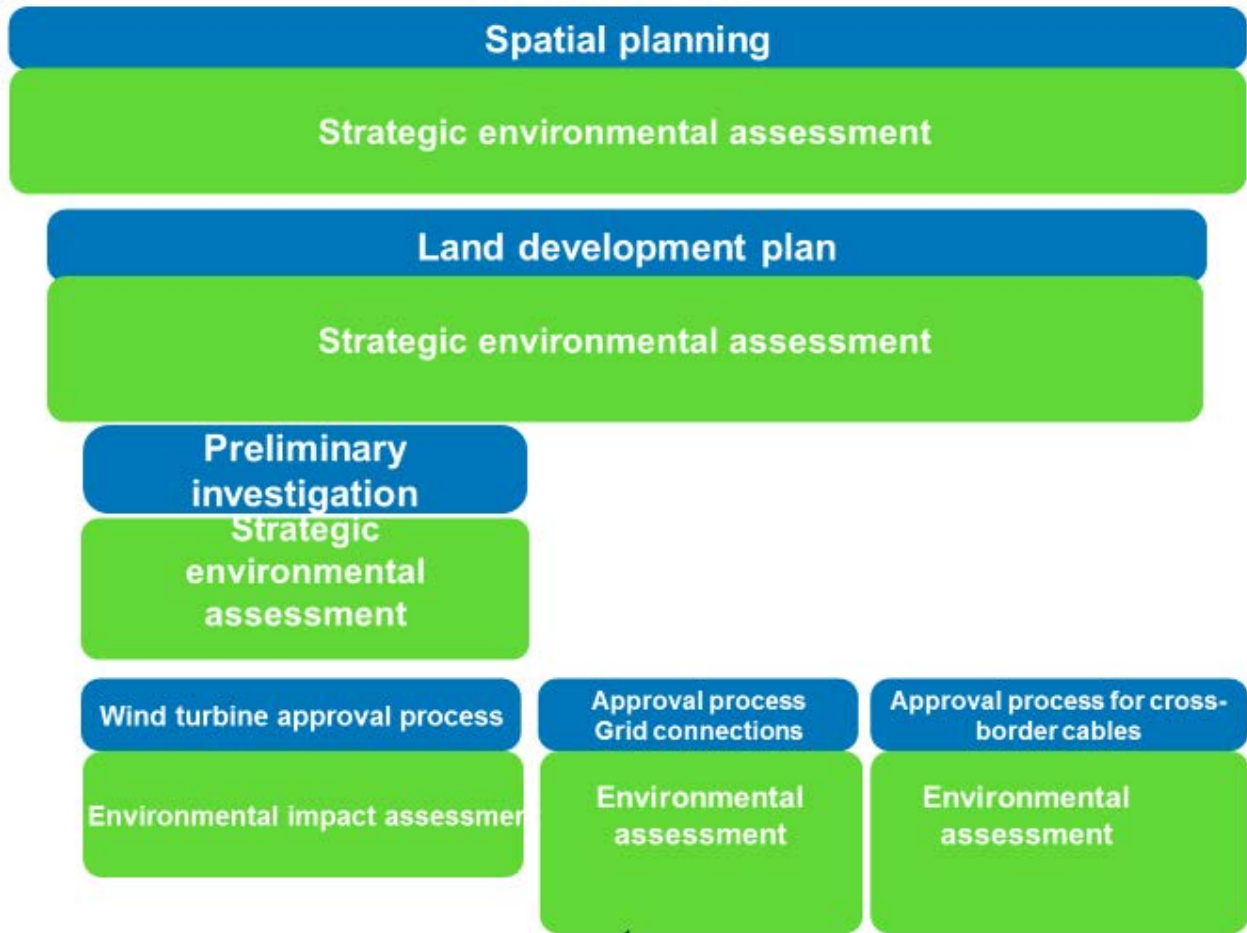 Spatial planning
Strategic environmental assessment
Land development plan
Strategic environmental assessment
Preliminary
investigation
Strategic
environmental
assessment
Wind turbine approval process
Environmental impact assessmen
Approval process
Grid connections
Environmental
assessment
Approval process for cross-
border cables
Environmental
assessment